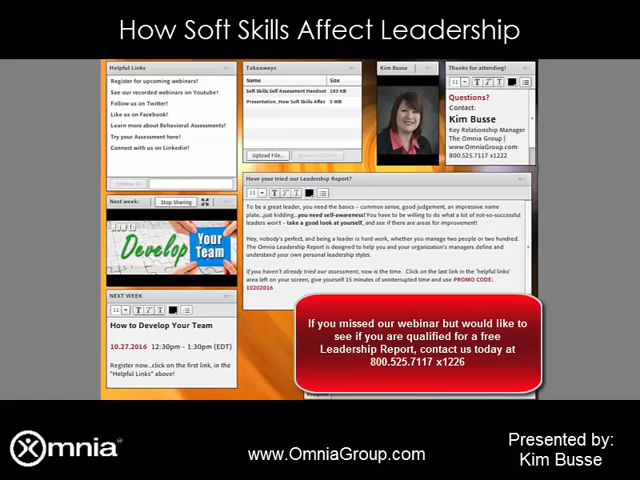 How Soft Skills Affect Leadership
Helpful Links
Register for upcoming webinars!
See our recorded webinars on Youtube!
Follow us on Twitter!
Like us on Facebook!
Learn more about Behavioral Assessments!
Try your Assessment here!
Connect with us on Linkedin!
Browse To
Takeaways
Name Size
Soft Skills Self Assessment Handout 183 KB
Presentation_How Soft Skills Affec 5 MB
Upload File...
Kim Busse
Thanks for attending!
11
Questions?
Contact:
Kim Busse
Key Relationship Manager
The Omnia Group |
www.OmniaGroup.com
800.525.7117 x1222
Next week:
Stop Sharing
HOW TO
Develop
Your
Team
NEXT WEEK
11
How to Develop Your Team
10.27.2016 12:30pm - 1:30pm (EDT)
Register now...click on the first link, in the
"Helpful Links" above!
Have your tried our Leadership Report?
11
To be a great leader, you need the basics - common sense, good judgement, an impressive name
plate...just kidding...you need self-awareness! You have to be willing to do what a lot of not-so-successful
leaders won't - take a good look at yourself, and see if there are areas for improvement!
Hey, nobody's perfect, and being a leader is hard work, whether you manage two people or two hundred.
The Omnia Leadership Report is designed to help you and your organization's managers define and
understand your own personal leadership styles.
If you haven't already tried our assessment, now is the time. Click on the last link in the 'helpful links'
area left on your screen, give yourself 15 minutes of uninterrupted time and use PROMO CODE:
10202016
If you missed our webinar but would like to
see if you are qualified for a free
Leadership Report, contact us today at
800.525.7117 x1226
omnia
www.OmniaGroup.com
Presented by:
Kim Busse